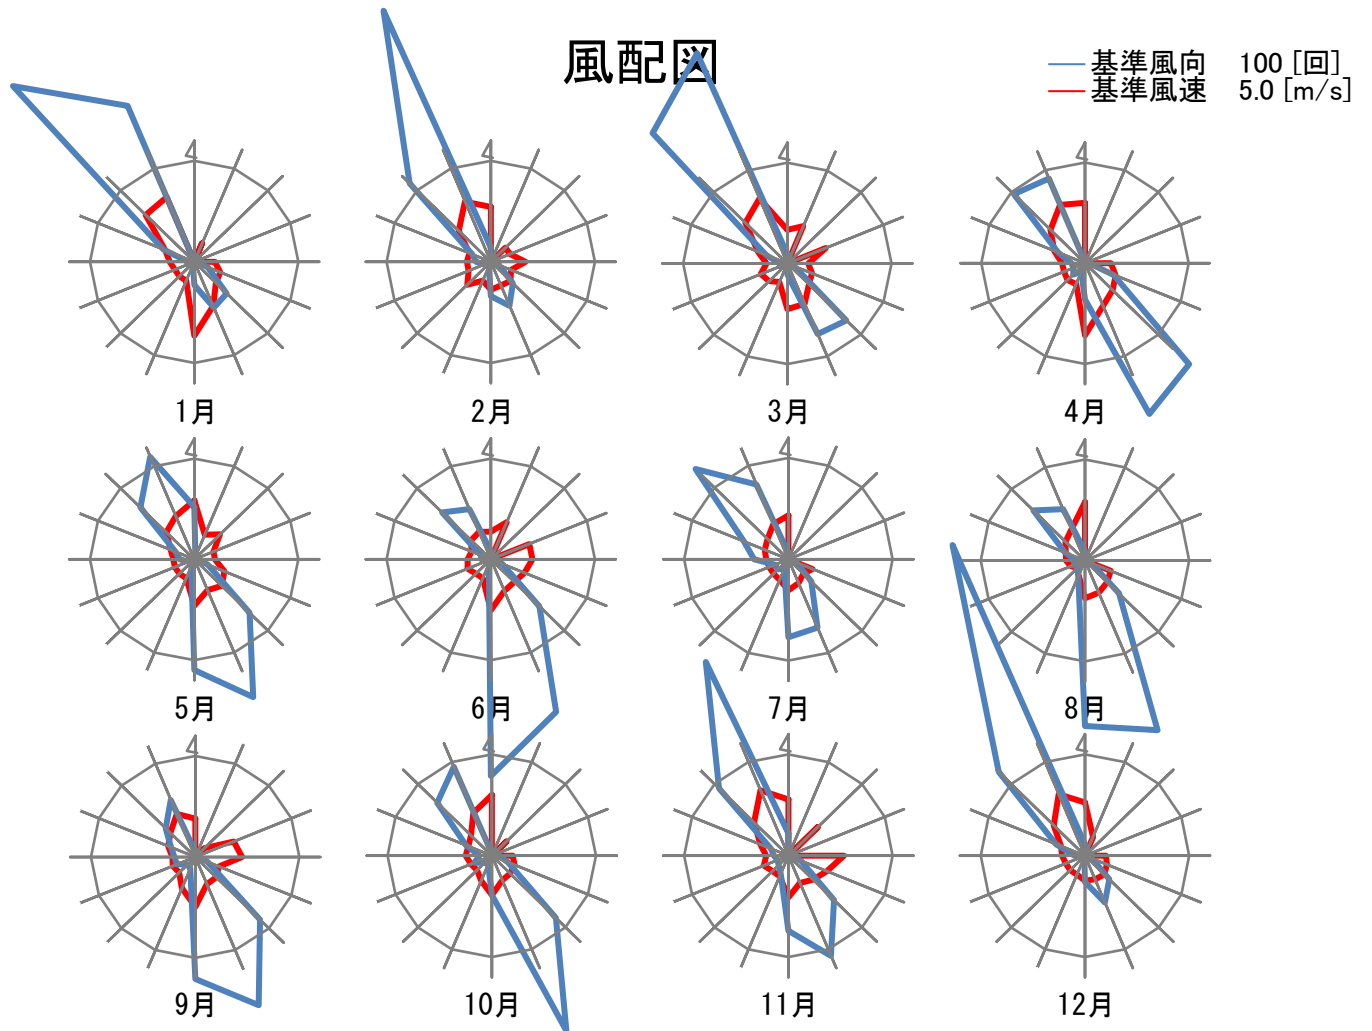 風配図
基準風向 100 [回]
基準風速 5.0 [m/s]
1月
2月
3月
4月
5月
6月
7月
8月
9月
10月
11月
12月